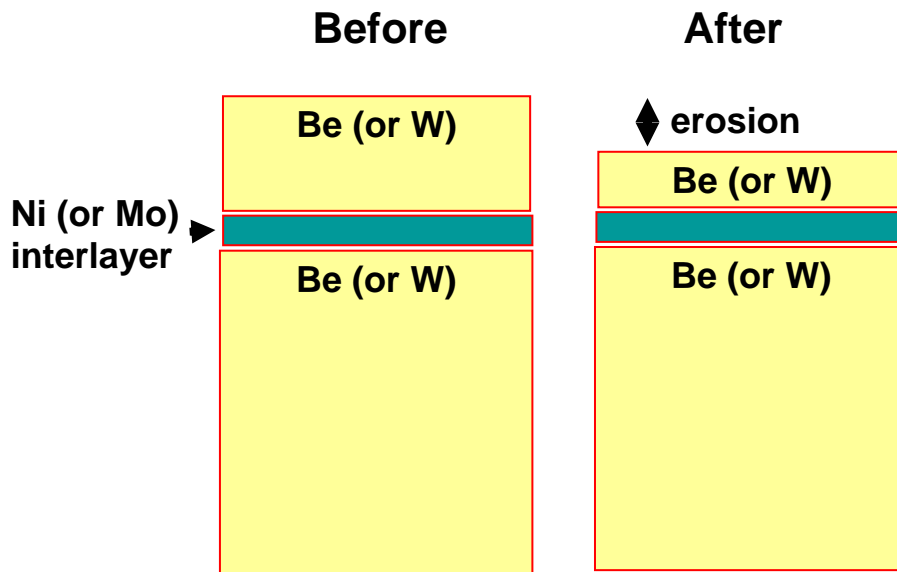 Before
After
Be (or W)
erosion
Be (or W)
Ni (or Mo)
interlayer
Be (or W)
Be (or W)